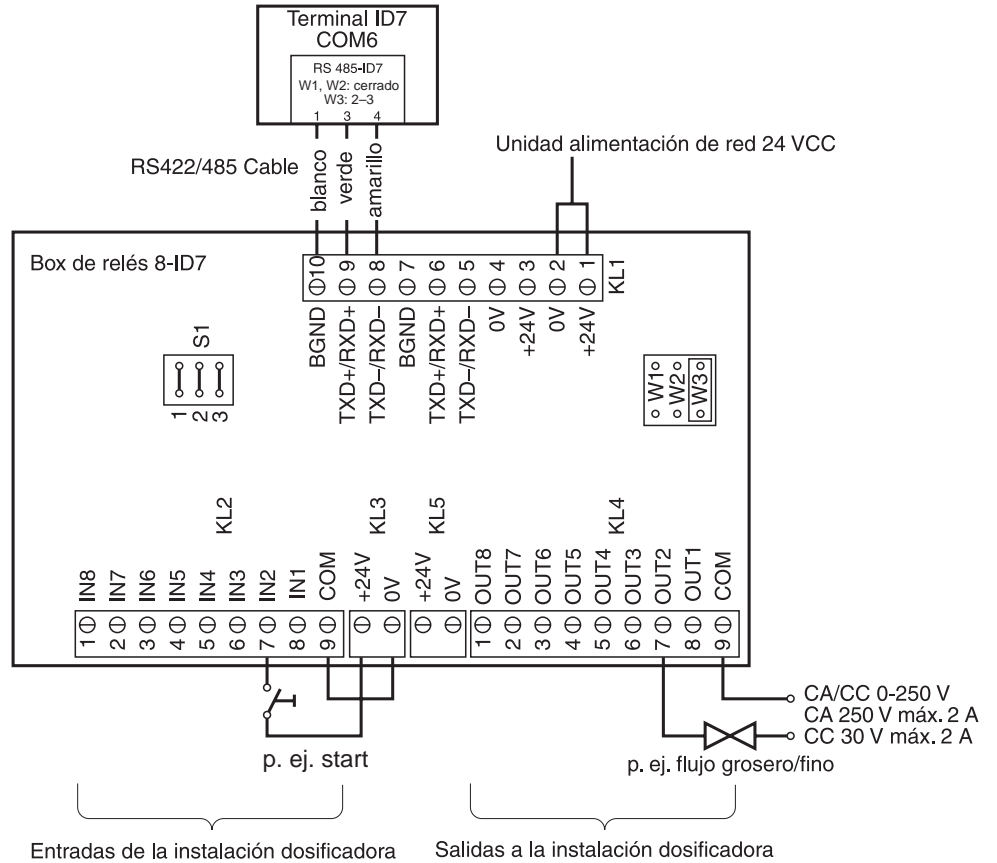 Terminal ID7
COM6
RS 485-ID7
W1, W2: cerrado
W3: 2–3
1 3 4
RS422/485 Cable
blanco
verde
amarillo
Unidad alimentación de red 24 VCC
Box de relés 8-ID7
10 9 8 7 6 5 4 3 2 1
KL1
BGND
TXD+/RXD+
TXD–/RXD–
BGND
TXD+/RXD+
TXD–/RXD–
0V
+24V
0V
+24V
S1
1 2 3
W1
W2
W3
KL2
KL3
KL5
KL4
IN8
IN7
IN6
IN5
IN4
IN3
IN2
IN1
COM
+24V
0V
+24V
0V
OUT8
OUT7
OUT6
OUT5
OUT4
OUT3
OUT2
OUT1
COM
1 2 3 4 5 6 7 8 9
1 2 3 4 5 6 7 8 9
CA/CC 0-250 V
CA 250 V máx. 2 A
CC 30 V máx. 2 A
p. ej. start
p. ej. flujo grosero/fino
Entradas de la instalación dosificadora
Salidas a la instalación dosificadora